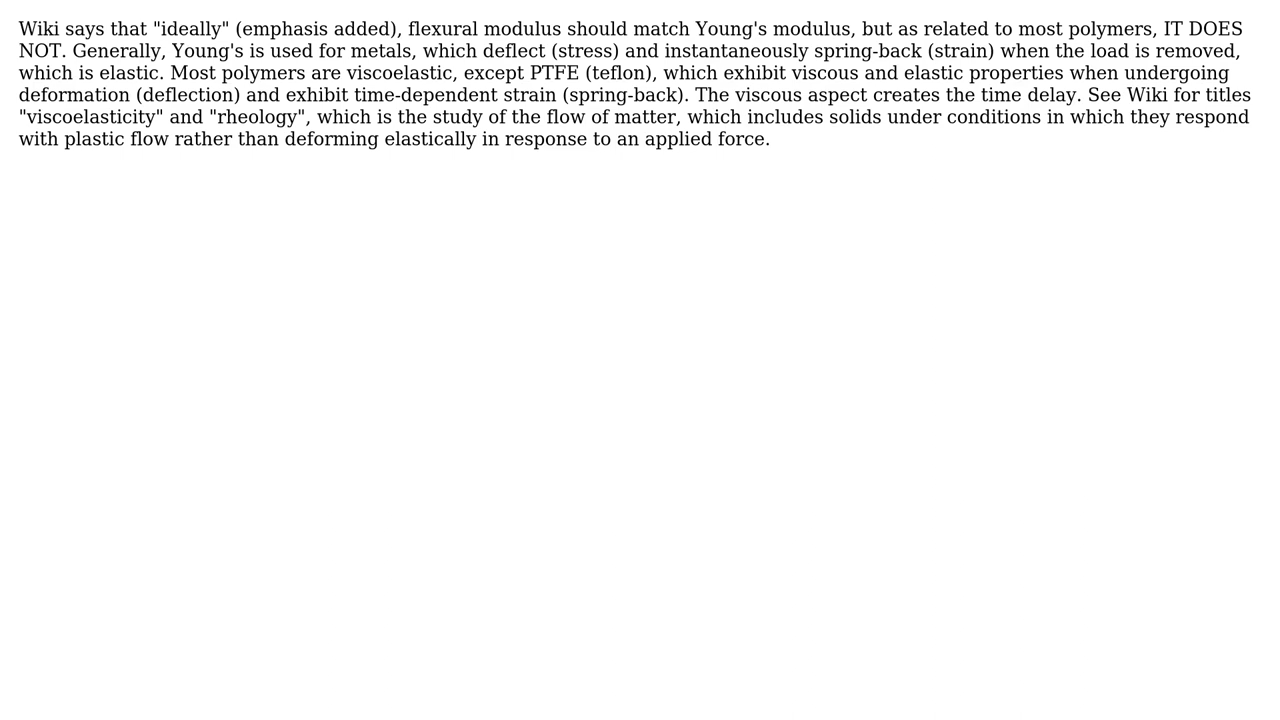 Wiki says that "ideally" (emphasis added), flexural modulus should match Young's modulus, but as related to most polymers, IT DOES
NOT. Generally, Young's is used for metals, which deflect (stress) and instantaneously spring-back (strain) when the load is removed,
which is elastic. Most polymers are viscoelastic, except PTFE (teflon), which exhibit viscous and elastic properties when undergoing
deformation (deflection) and exhibit time-dependent strain (spring-back). The viscous aspect creates the time delay. See Wiki for titles
"viscoelasticity" and "rheology", which is the study of the flow of matter, which includes solids under conditions in which they respond
with plastic flow rather than deforming elastically in response to an applied force.